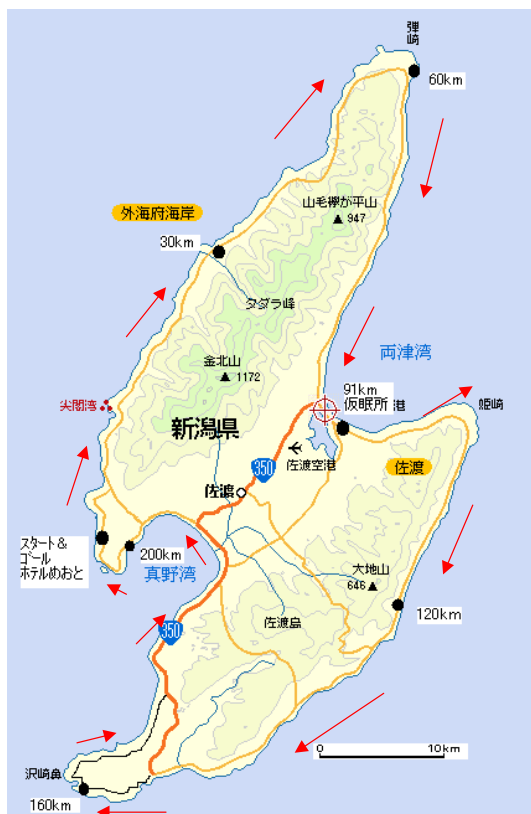 弾
崎
60km
山毛欅が平山
▲ 947
外海府海岸
30km
タダラ峰
両津湾
金北山
▲ 1172
91km
仮眠所
港
姫崎
尖閣湾
新潟県
350
佐渡空港
佐渡
佐渡
スタート&
ゴール
ホテルめおと
200km
真野湾
大地山
646 ▲
120km
佐渡島
350
0 10km
沢崎鼻
160km